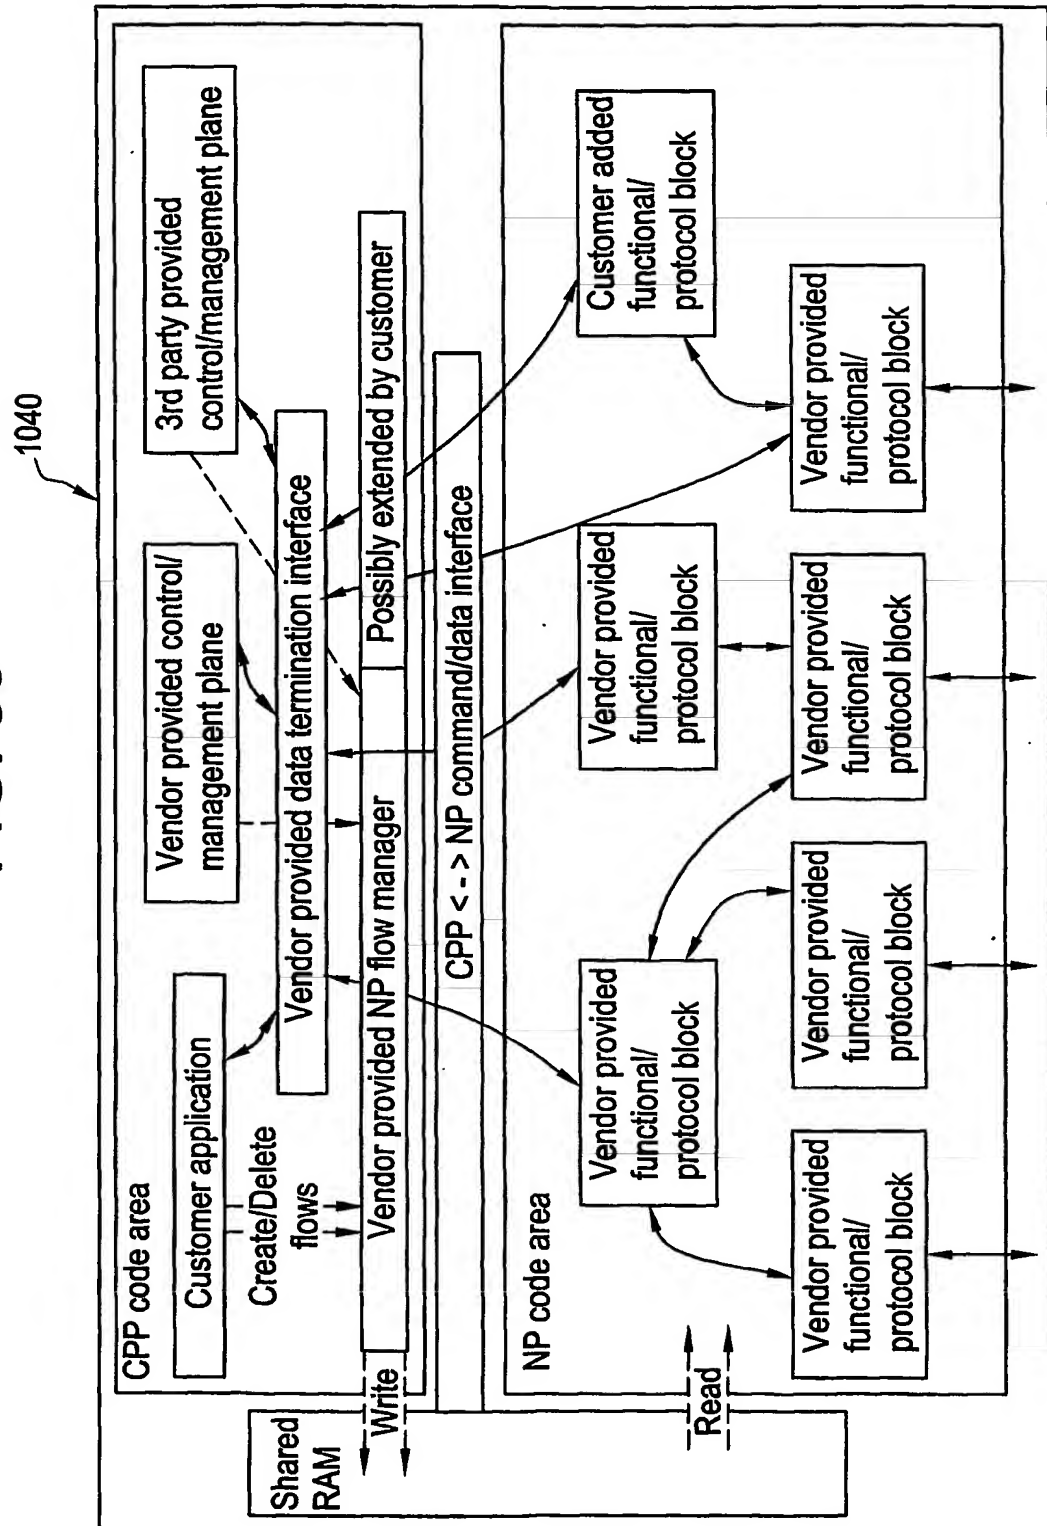 1040
CPP code area
Customer application
Vendor provided control/
management plane
3rd party provided
control/management plane
Create/Delete
flows
Vendor provided data termination interface
Vendor provided NP flow manager
Possibly extended by customer
Shared
RAM
Write
CPP < - > NP command/data interface
NP code area
Read
Vendor provided
functional/
protocol block
Vendor provided
functional/
protocol block
Customer added
functional/
protocol block
Vendor provided
functional/
protocol block
Vendor provided
functional/
protocol block
Vendor provided
functional/
protocol block
Vendor provided
functional/
protocol block